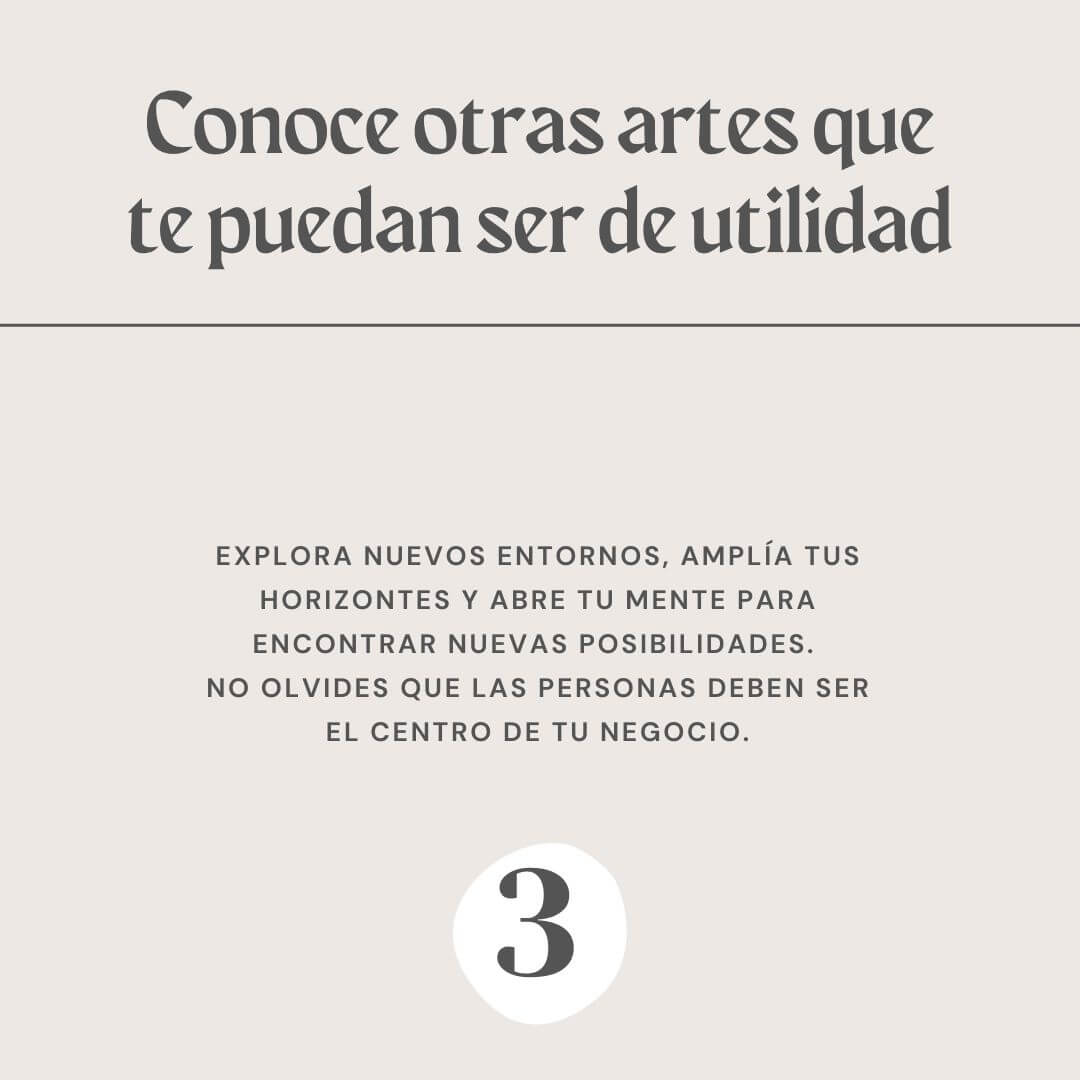 Conoce otras artes que
te puedan ser de utilidad
EXPLORA NUEVOS ENTORNOS, AMPLÍA TUS
HORIZONTES Y ABRE TU MENTE PARA
ENCONTRAR NUEVAS POSIBILIDADES.
NO OLVIDES QUE LAS PERSONAS DEBEN SER
EL CENTRO DE TU NEGOCIO.
3